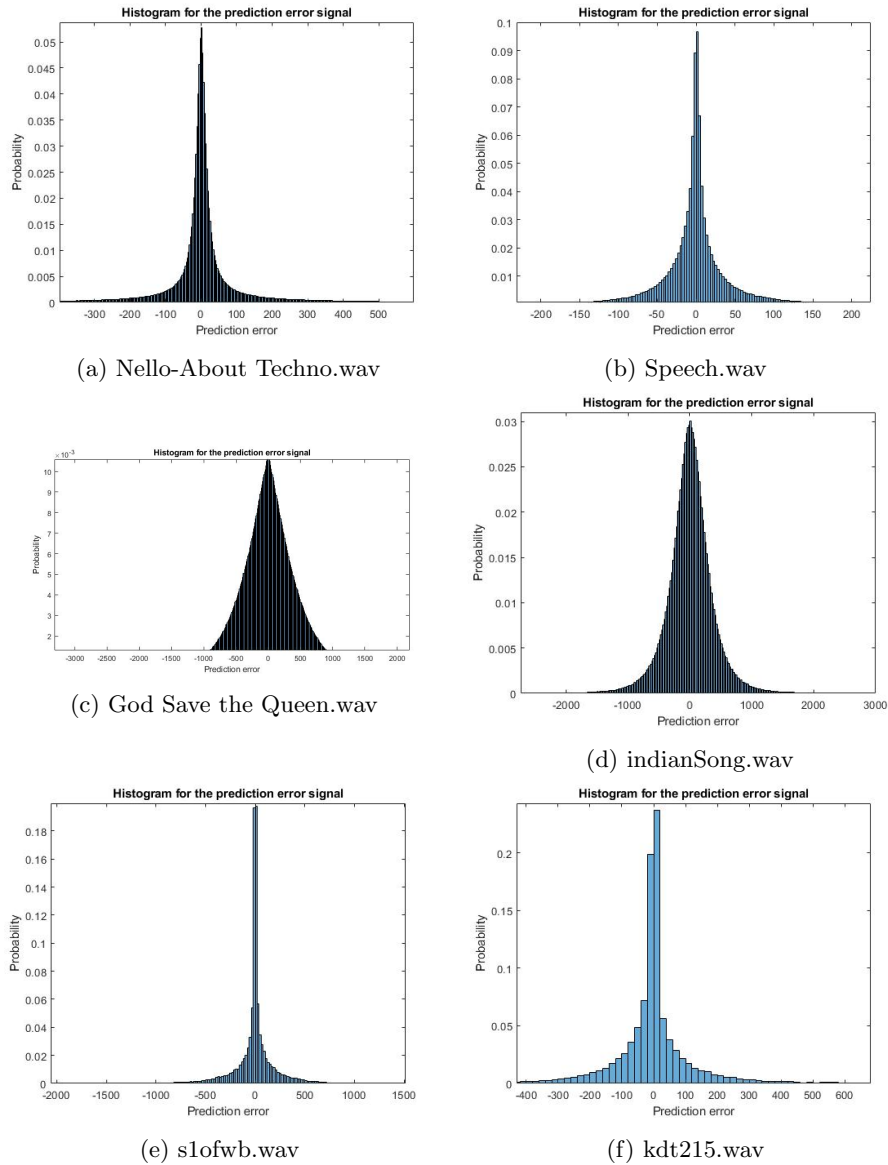 Histogram for the prediction error signal
0.05
0.045
0.04
0.035
0.03
0.025
0.02
0.015
0.01
0.005
0
Probability
-300 -200 -100 0 100 200 300 400 500
Prediction error
(a) Nello-About Techno.wav
Histogram for the prediction error signal
0.1
0.09
0.08
0.07
0.06
0.05
0.04
0.03
0.02
0.01
Probability
-200 -150 -100 -50 0 50 100 150 200
Prediction error
(b) Speech.wav
Histogram for the prediction error signal
×10⁻³
10
9
8
7
6
5
4
3
2
Probability
-3000 -2500 -2000 -1500 -1000 -500 0 500 1000 1500 2000
Prediction error
(c) God Save the Queen.wav
Histogram for the prediction error signal
0.03
0.025
0.02
0.015
0.01
0.005
0
Probability
-2000 -1000 0 1000 2000 3000
Prediction error
(d) indianSong.wav
Histogram for the prediction error signal
0.18
0.16
0.14
0.12
0.1
0.08
0.06
0.04
0.02
0
Probability
-2000 -1500 -1000 -500 0 500 1000 1500
Prediction error
(e) s1ofwb.wav
Histogram for the prediction error signal
0.2
0.15
0.1
0.05
0
Probability
-400 -300 -200 -100 0 100 200 300 400 500 600
Prediction error
(f) kdt215.wav